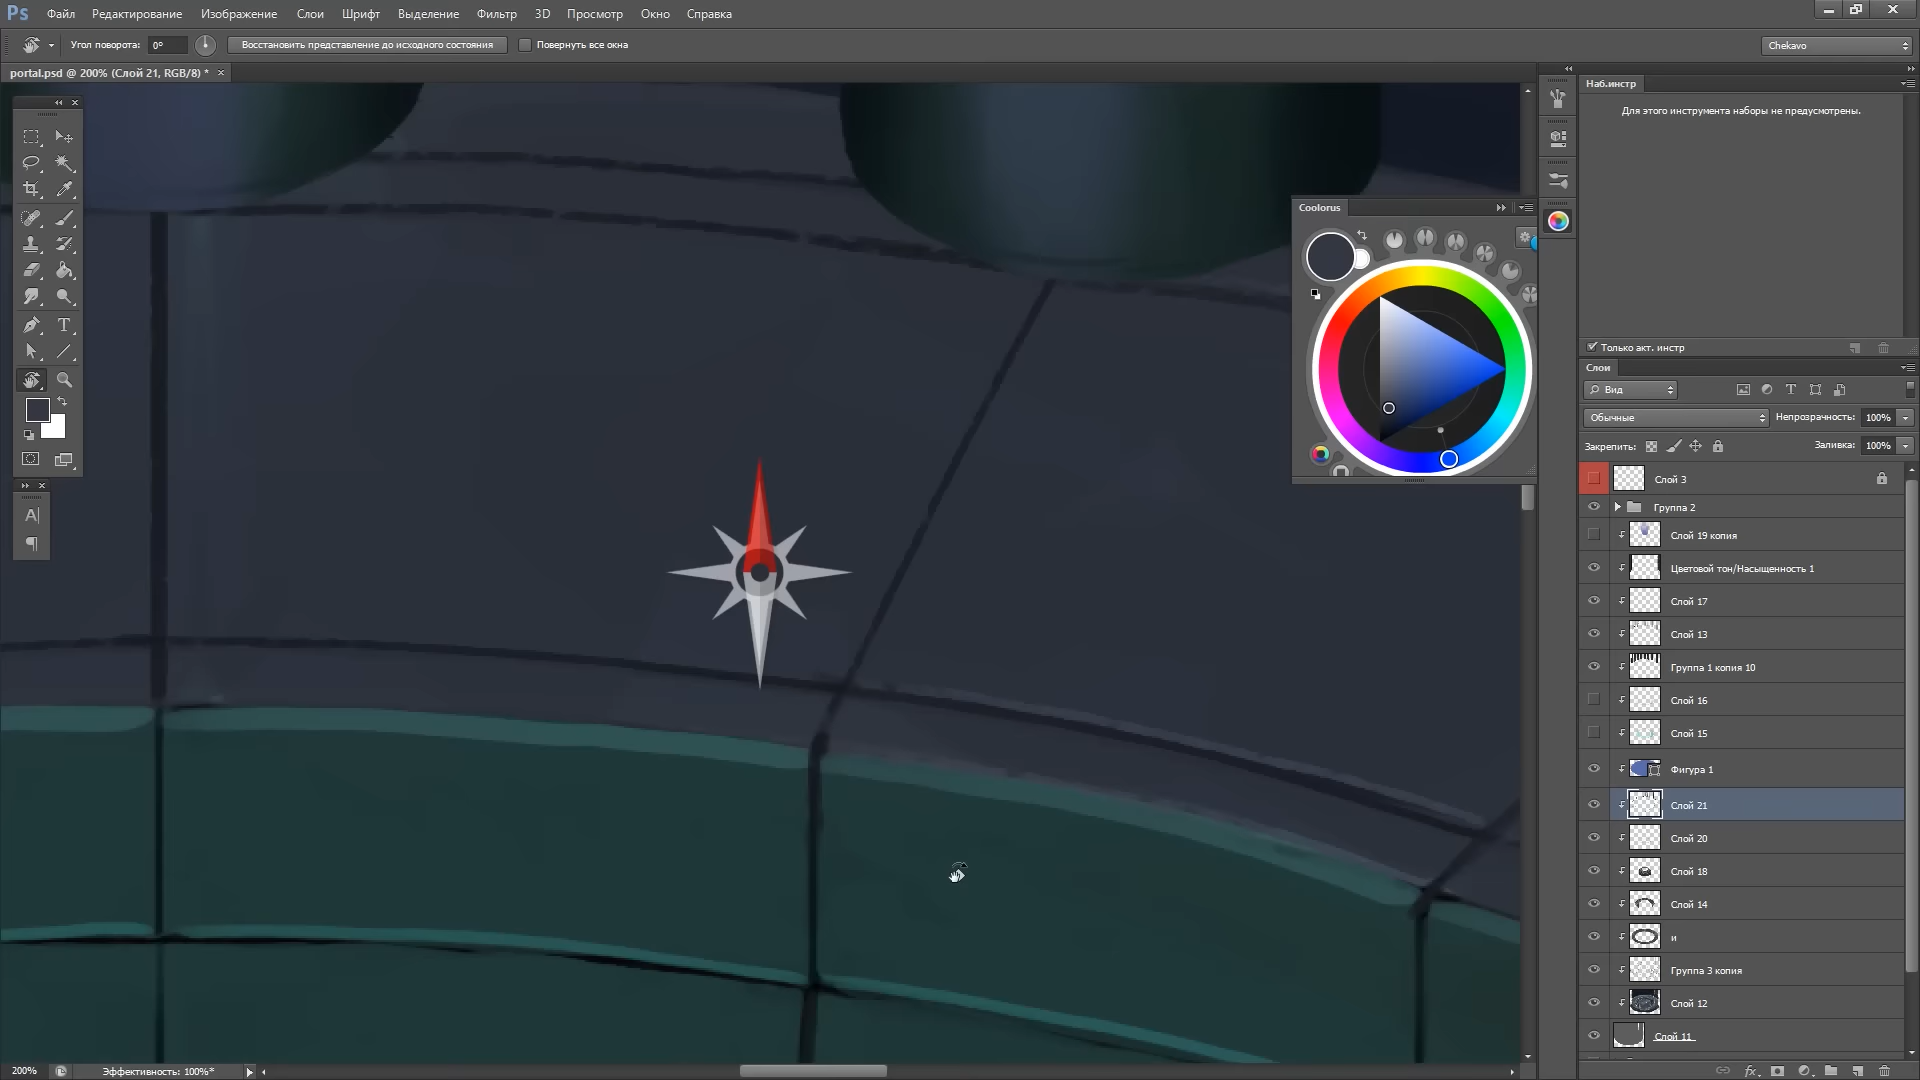 Ps Файл Редактирование Изображение Слои Шрифт Выделение Фильтр 3D Просмотр Окно Справка
Угол поворота: 0° Восстановить представление до исходного состояния Повернуть все окна Chekavo
portal.psd @ 200% (Слой 21, RGB/8) *
Наб.инстр
Для этого инструмента наборы не предусмотрены.
Coolorus
Только акт. инстр
Слои
Вид
Обычные Непрозрачность: 100%
Закрепить: Заливка: 100%
Слой 3
Группа 2
Слой 19 копия
Цветовой тон/Насыщенность 1
Слой 17
Слой 13
Группа 1 копия 10
Слой 16
Слой 15
Фигура 1
Слой 21
Слой 20
Слой 18
Слой 14
и
Группа 3 копия
Слой 12
Слой 11
200% Эффективность: 100%*